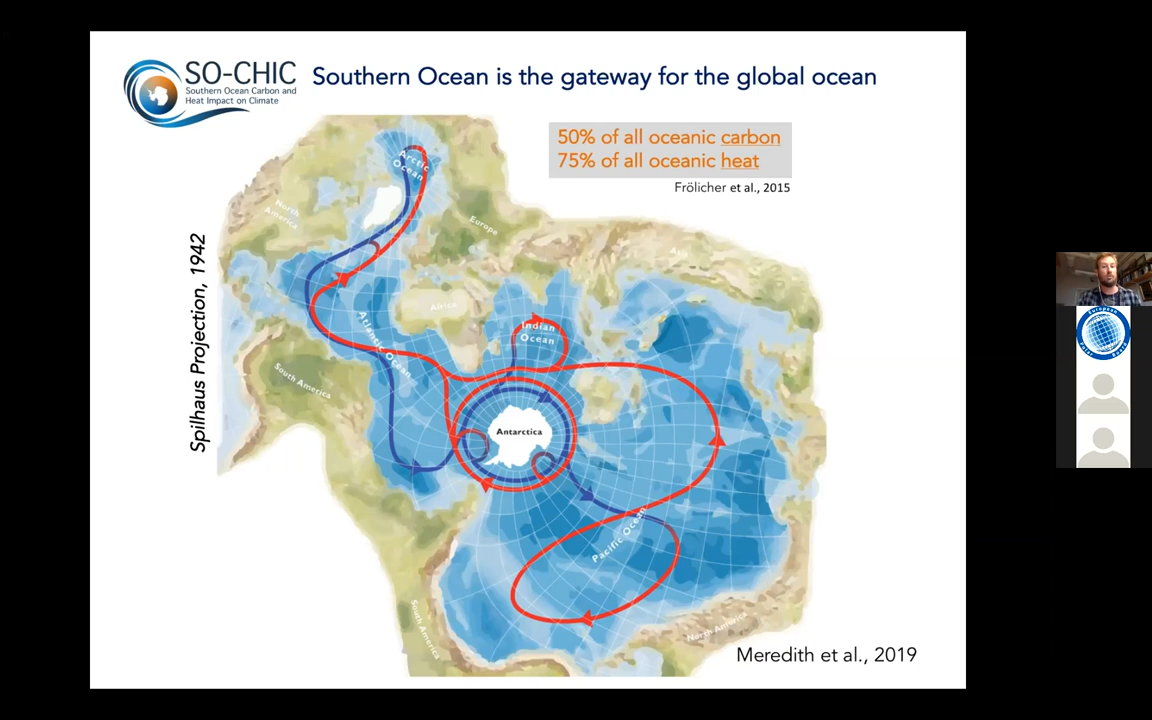 SO-CHIC
Southern Ocean Carbon and
Heat Impact on Climate
Southern Ocean is the gateway for the global ocean
50% of all oceanic carbon
75% of all oceanic heat
Frölicher et al., 2015
Spilhaus Projection, 1942
Arctic
Ocean
North
America
Europe
Africa
Indian
Ocean
Atlantic Ocean
South America
Antarctica
Pacific Ocean
South America
North America
Meredith et al., 2019
European